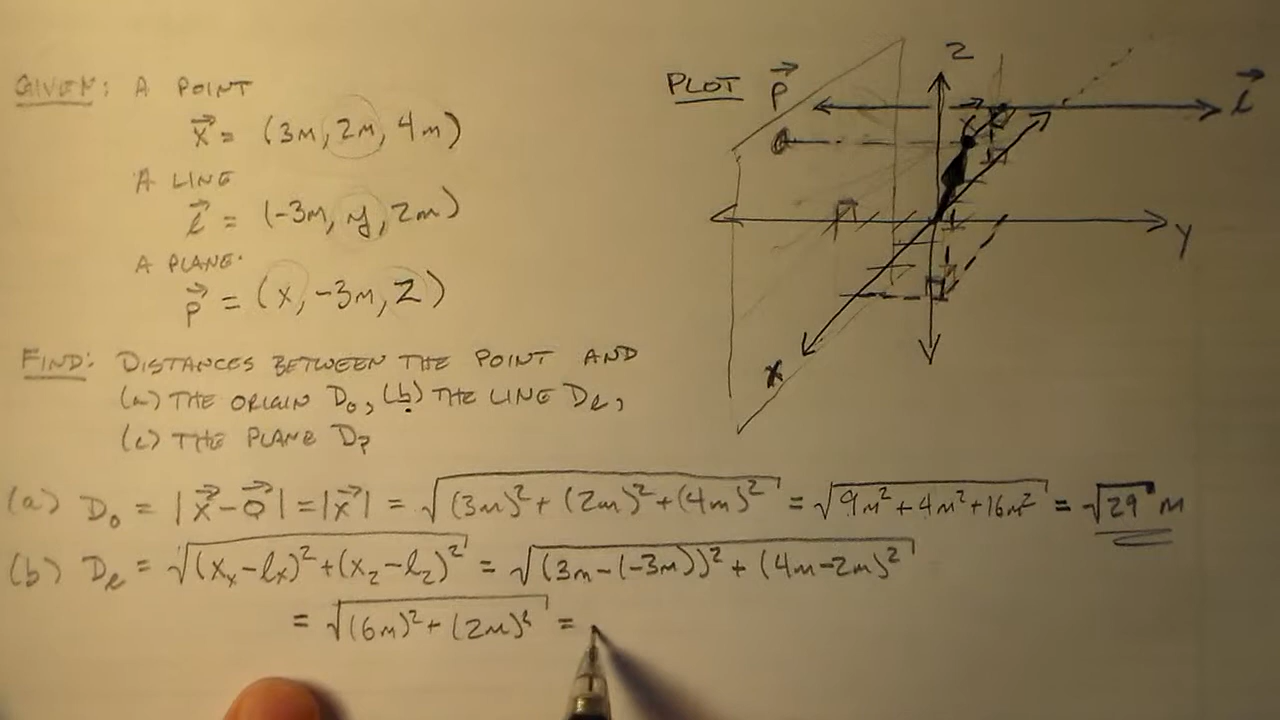 GIVEN: A POINT
x⃗ = (3m, 2m, 4m)
A LINE
ℓ⃗ = (-3m, y, 2m)
A PLANE:
p⃗ = (x, -3m, z)
FIND: DISTANCES BETWEEN THE POINT AND
(a) THE ORIGIN D₀, (b) THE LINE Dℓ,
(c) THE PLANE Dₚ
PLOT
p⃗
z
ℓ⃗
x⃗
y
x
(a) D₀ = |x⃗ - 0⃗| = |x⃗| = √((3m)² + (2m)² + (4m)²) = √(9m² + 4m² + 16m²) = √29 m
(b) Dℓ = √((xₓ - ℓₓ)² + (x_z - ℓ_z)²) = √((3m - (-3m))² + (4m - 2m)²)
= √((6m)² + (2m)²) =